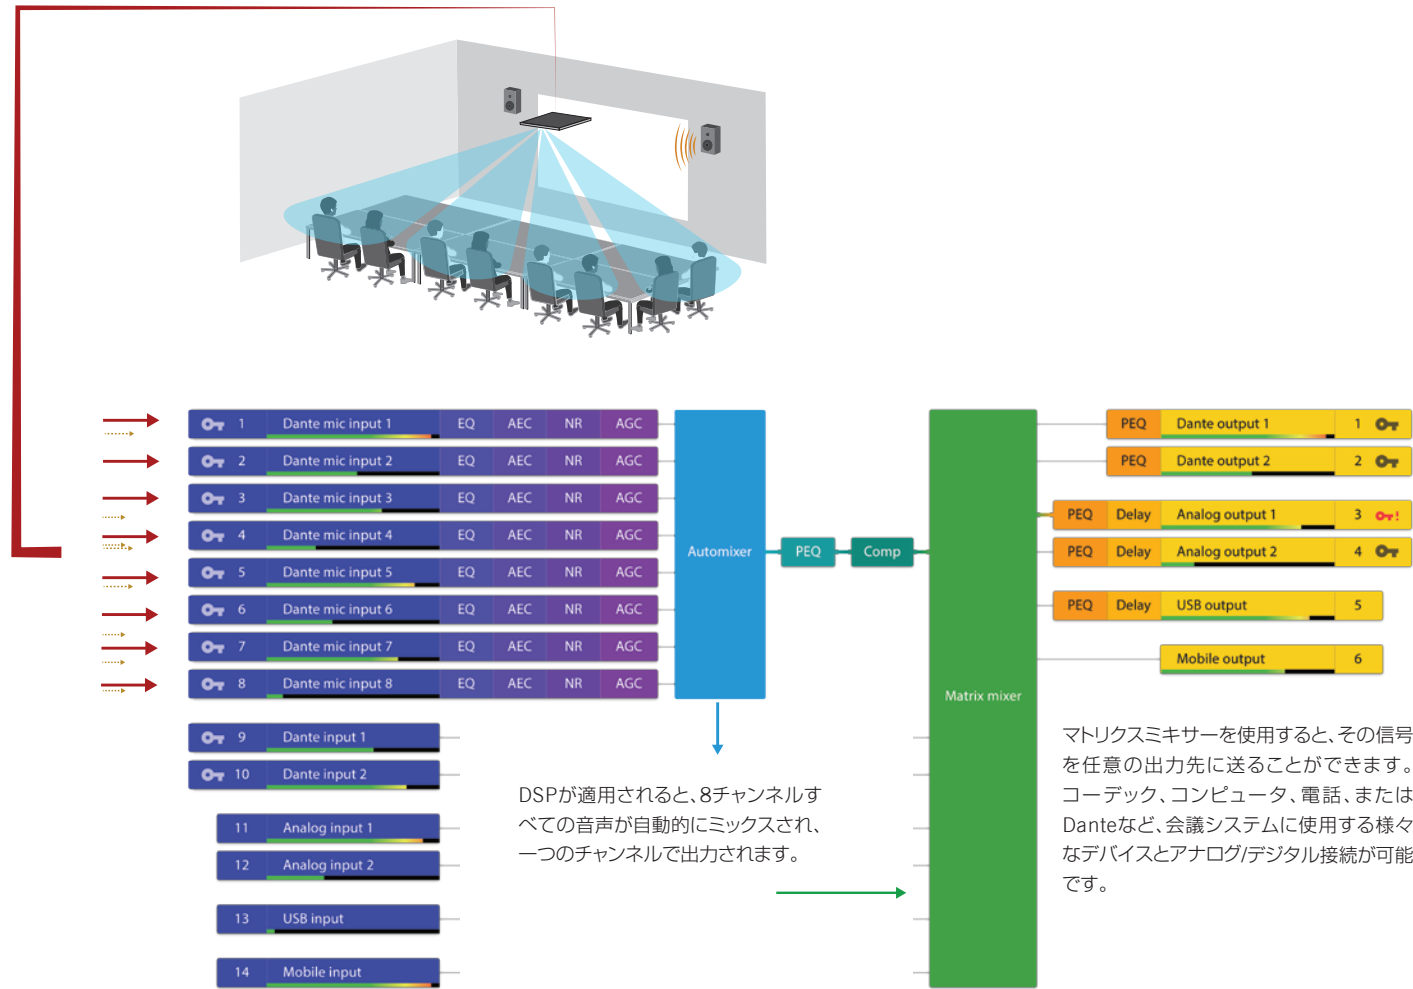 1 Dante mic input 1 EQ AEC NR AGC
2 Dante mic input 2 EQ AEC NR AGC
3 Dante mic input 3 EQ AEC NR AGC
4 Dante mic input 4 EQ AEC NR AGC
5 Dante mic input 5 EQ AEC NR AGC
6 Dante mic input 6 EQ AEC NR AGC
7 Dante mic input 7 EQ AEC NR AGC
8 Dante mic input 8 EQ AEC NR AGC
9 Dante input 1
10 Dante input 2
11 Analog input 1
12 Analog input 2
13 USB input
14 Mobile input
Automixer
PEQ
Comp
DSPが適用されると、8チャンネルす
べての音声が自動的にミックスされ、
一つのチャンネルで出力されます。
Matrix mixer
PEQ Dante output 1 1
PEQ Dante output 2 2
PEQ Delay Analog output 1 3 !
PEQ Delay Analog output 2 4
PEQ Delay USB output 5
Mobile output 6
マトリクスミキサーを使用すると、その信号
を任意の出力先に送ることができます。
コーデック、コンピュータ、電話、または
Danteなど、会議システムに使用する様々
なデバイスとアナログ/デジタル接続が可能
です。